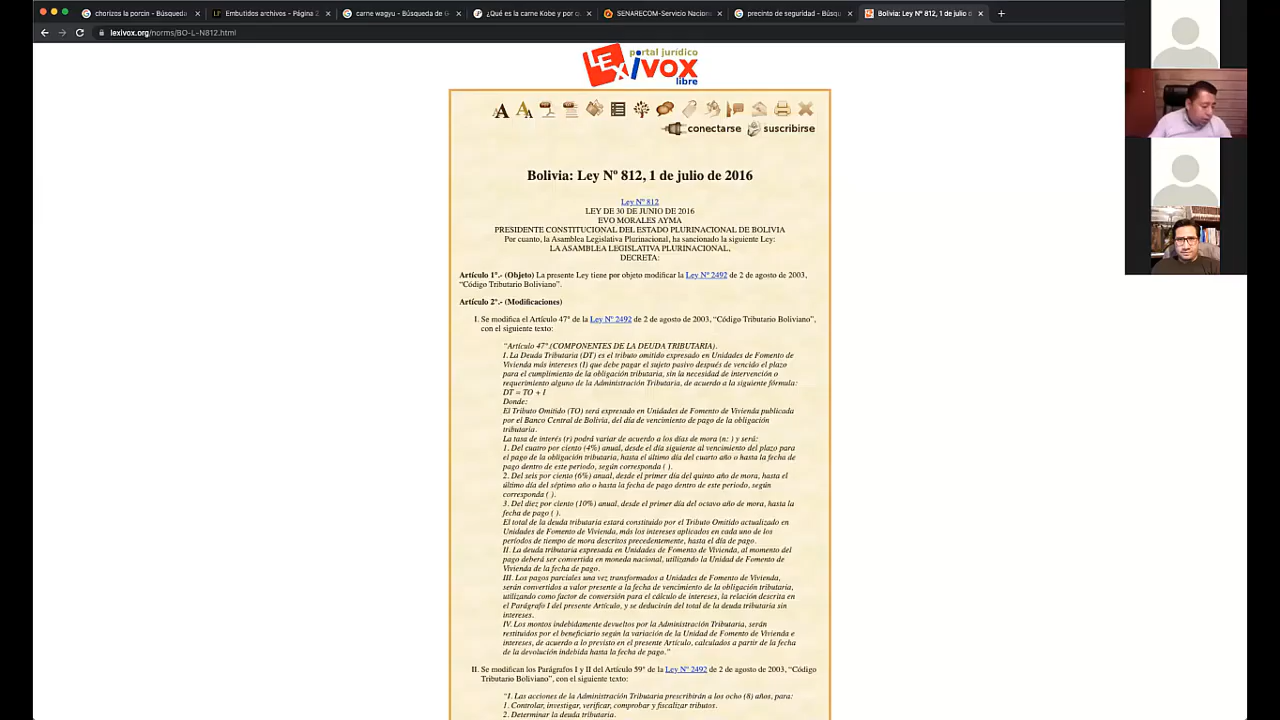 chorizos la porcin - Búsqueda
Embutidos archivos - Página 2
carne wagyu - Búsqueda de G
¿Qué es la carne Kobe y por q
SENARECOM-Servicio Naciona
precinto de seguridad - Búsqu
Bolivia: Ley Nº 812, 1 de julio d
lexivox.org/norms/BO-L-N812.html
portal jurídico
LEXiVOX
libre
conectarse
suscribirse
Bolivia: Ley Nº 812, 1 de julio de 2016
Ley Nº 812
LEY DE 30 DE JUNIO DE 2016
EVO MORALES AYMA
PRESIDENTE CONSTITUCIONAL DEL ESTADO PLURINACIONAL DE BOLIVIA
Por cuanto, la Asamblea Legislativa Plurinacional, ha sancionado la siguiente Ley:
LA ASAMBLEA LEGISLATIVA PLURINACIONAL,
DECRETA:
Artículo 1º.- (Objeto) La presente Ley tiene por objeto modificar la Ley Nº 2492 de 2 de agosto de 2003,
“Código Tributario Boliviano”.
Artículo 2º.- (Modificaciones)
I. Se modifica el Artículo 47° de la Ley Nº 2492 de 2 de agosto de 2003, “Código Tributario Boliviano”,
con el siguiente texto:
“Artículo 47°.(COMPONENTES DE LA DEUDA TRIBUTARIA).
I. La Deuda Tributaria (DT) es el tributo omitido expresado en Unidades de Fomento de
Vivienda más intereses (I) que debe pagar el sujeto pasivo después de vencido el plazo
para el cumplimiento de la obligación tributaria, sin la necesidad de intervención o
requerimiento alguno de la Administración Tributaria, de acuerdo a la siguiente fórmula:
DT = TO + I
Donde:
El Tributo Omitido (TO) será expresado en Unidades de Fomento de Vivienda publicada
por el Banco Central de Bolivia, del día de vencimiento de pago de la obligación
tributaria.
La tasa de interés (r) podrá variar de acuerdo a los días de mora (n: ) y será:
1. Del cuatro por ciento (4%) anual, desde el día siguiente al vencimiento del plazo para
el pago de la obligación tributaria, hasta el último día del cuarto año o hasta la fecha de
pago dentro de este periodo, según corresponda ( ).
2. Del seis por ciento (6%) anual, desde el primer día del quinto año de mora, hasta el
último día del séptimo año o hasta la fecha de pago dentro de este periodo, según
corresponda ( ).
3. Del diez por ciento (10%) anual, desde el primer día del octavo año de mora, hasta la
fecha de pago ( ).
El total de la deuda tributaria estará constituido por el Tributo Omitido actualizado en
Unidades de Fomento de Vivienda, más los intereses aplicados en cada uno de los
períodos de tiempo de mora descritos precedentemente, hasta el día de pago.
II. La deuda tributaria expresada en Unidades de Fomento de Vivienda, al momento del
pago deberá ser convertida en moneda nacional, utilizando la Unidad de Fomento de
Vivienda de la fecha de pago.
III. Los pagos parciales una vez transformados a Unidades de Fomento de Vivienda,
serán convertidos a valor presente a la fecha de vencimiento de la obligación tributaria,
utilizando como factor de conversión para el cálculo de intereses, la relación descrita en
el Parágrafo I del presente Artículo, y se deducirán del total de la deuda tributaria sin
intereses.
IV. Los montos indebidamente devueltos por la Administración Tributaria, serán
restituidos por el beneficiario según la variación de la Unidad de Fomento de Vivienda e
intereses, de acuerdo a lo previsto en el presente Artículo, calculados a partir de la fecha
de la devolución indebida hasta la fecha de pago.”
II. Se modifican los Parágrafos I y II del Artículo 59° de la Ley Nº 2492 de 2 de agosto de 2003, “Código
Tributario Boliviano”, con el siguiente texto:
“I. Las acciones de la Administración Tributaria prescribirán a los ocho (8) años, para:
1. Controlar, investigar, verificar, comprobar y fiscalizar tributos.
2. Determinar la deuda tributaria.